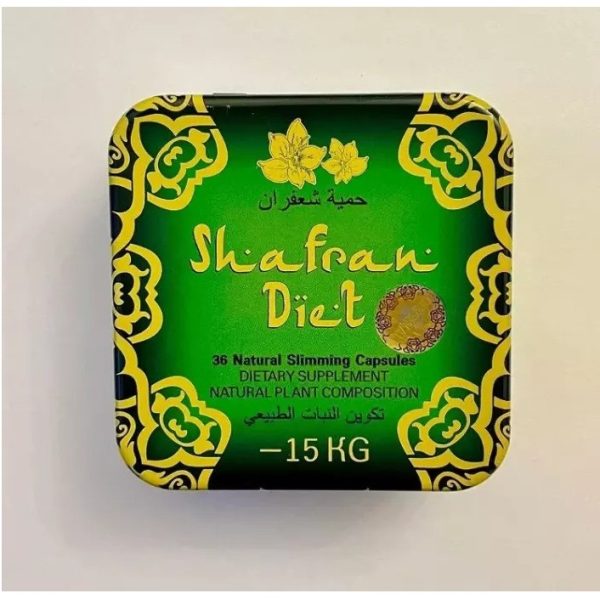 حمية شعفران
Shafran
Diet
36 Natural Slimming Capsules
DIETARY SUPPLEMENT
NATURAL PLANT COMPOSITION
تكوين النبات الطبيعي
–15 KG